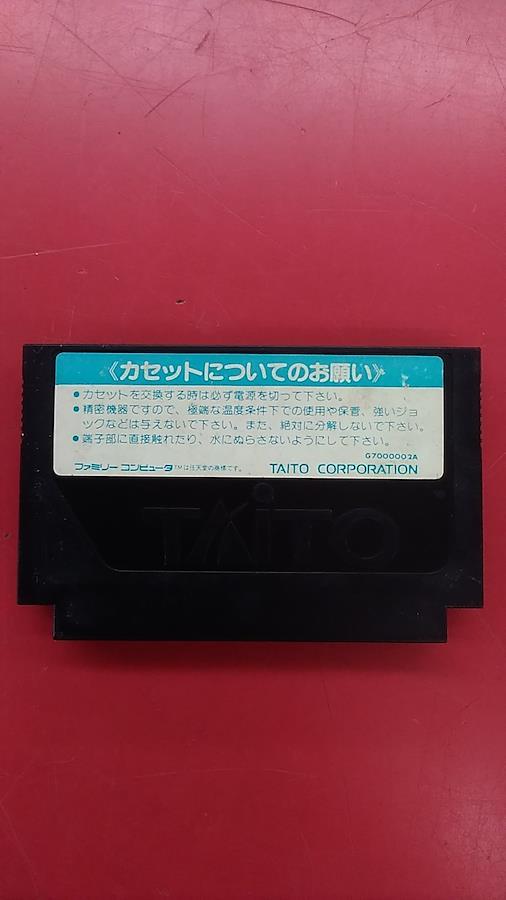 《カセットについてのお願い》
●カセットを交換する時は必ず電源を切って下さい。
●精密機器ですので、極端な温度条件下での使用や保管、強いショ
ックなどは与えないで下さい。また、絶対に分解しないで下さい。
●端子部に直接触れたり、水にぬらさないようにして下さい。
G7000002A
ファミリーコンピュータ™は任天堂の商標です。 TAITO CORPORATION
TAITO